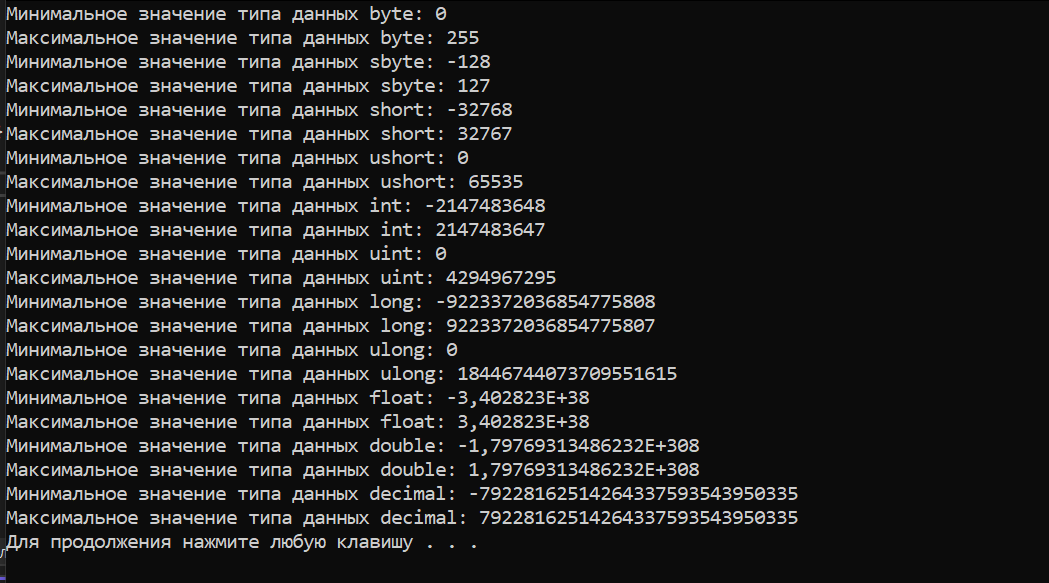 Минимальное значение типа данных byte: 0
Максимальное значение типа данных byte: 255
Минимальное значение типа данных sbyte: -128
Максимальное значение типа данных sbyte: 127
Минимальное значение типа данных short: -32768
Максимальное значение типа данных short: 32767
Минимальное значение типа данных ushort: 0
Максимальное значение типа данных ushort: 65535
Минимальное значение типа данных int: -2147483648
Максимальное значение типа данных int: 2147483647
Минимальное значение типа данных uint: 0
Максимальное значение типа данных uint: 4294967295
Минимальное значение типа данных long: -9223372036854775808
Максимальное значение типа данных long: 9223372036854775807
Минимальное значение типа данных ulong: 0
Максимальное значение типа данных ulong: 18446744073709551615
Минимальное значение типа данных float: -3,402823E+38
Максимальное значение типа данных float: 3,402823E+38
Минимальное значение типа данных double: -1,79769313486232E+308
Максимальное значение типа данных double: 1,79769313486232E+308
Минимальное значение типа данных decimal: -79228162514264337593543950335
Максимальное значение типа данных decimal: 79228162514264337593543950335
Для продолжения нажмите любую клавишу . . .